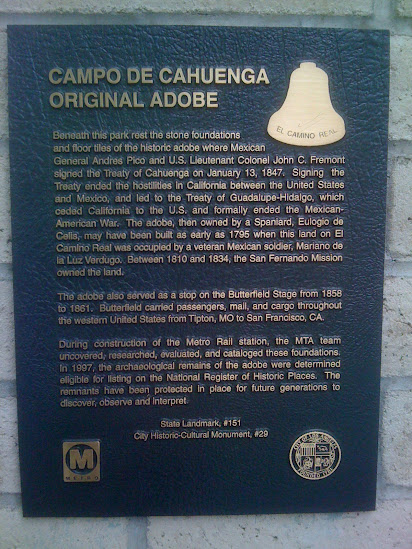 CAMPO DE CAHUENGA
ORIGINAL ADOBE
EL CAMINO REAL
Beneath this park rest the stone foundations
and floor tiles of the historic adobe where Mexican
General Andres Pico and U.S. Lieutenant Colonel John C. Fremont
signed the Treaty of Cahuenga on January 13, 1847. Signing the
Treaty ended the hostilities in California between the United States
and Mexico, and led to the Treaty of Guadalupe-Hidalgo, which
ceded California to the U.S. and formally ended the Mexican-
American War. The adobe, then owned by a Spaniard, Eulogio de
Celis, may have been built as early as 1795 when this land on El
Camino Real was occupied by a veteran Mexican soldier, Mariano de
la Luz Verdugo. Between 1810 and 1834, the San Fernando Mission
owned the land.
The adobe also served as a stop on the Butterfield Stage from 1858
to 1861. Butterfield carried passengers, mail, and cargo throughout
the western United States from Tipton, MO to San Francisco, CA.
During construction of the Metro Rail station, the MTA team
uncovered, researched, evaluated, and cataloged these foundations.
In 1997, the archaeological remains of the adobe were determined
eligible for listing on the National Register of Historic Places. The
remnants have been protected in place for future generations to
discover, observe and interpret.
State Landmark, #151
City Historic-Cultural Monument, #29
M
METRO